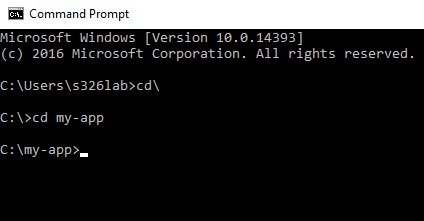 Command Prompt
Microsoft Windows [Version 10.0.14393]
(c) 2016 Microsoft Corporation. All rights reserved.
C:\Users\s326lab>cd\
C:\>cd my-app
C:\my-app>